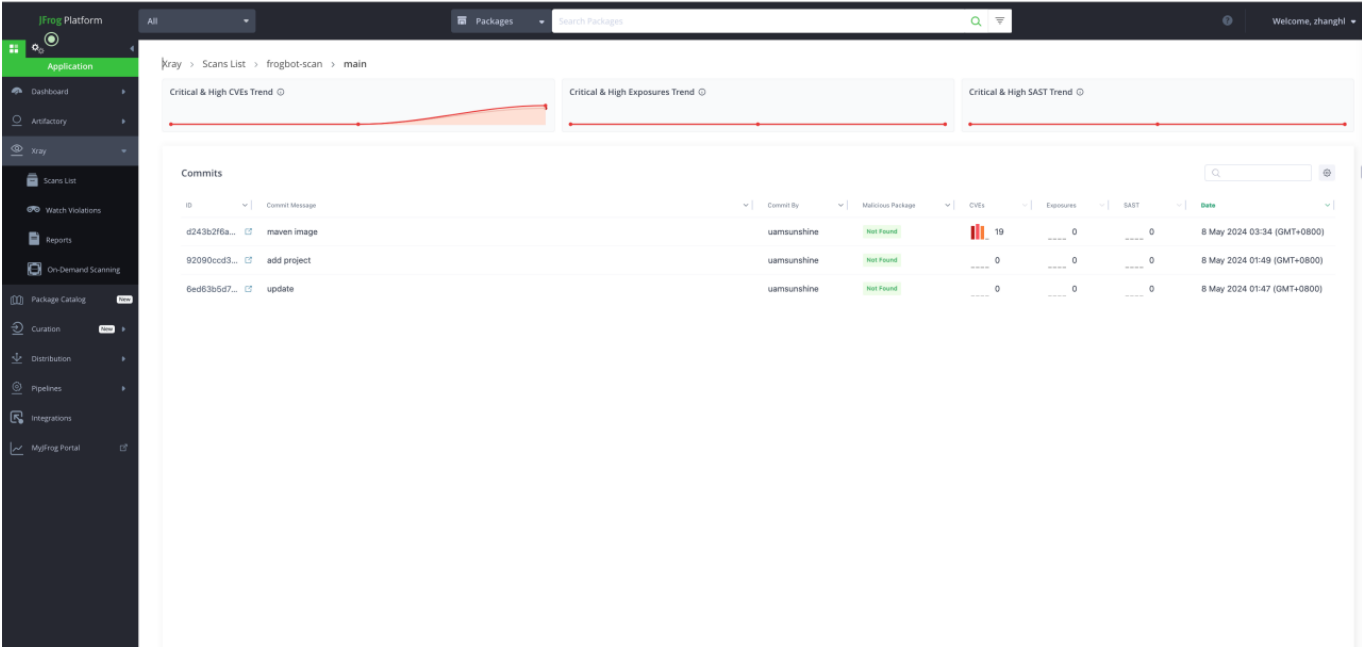 JFrog Platform
All
Packages
Search Packages
Welcome, zhanghl
Application
Dashboard
Artifactory
Xray
Scans List
Watch Violations
Reports
On-Demand Scanning
Package Catalog New
Curation New
Distribution
Pipelines
Integrations
MyJFrog Portal
Xray > Scans List > frogbot-scan > main
Critical & High CVEs Trend
Critical & High Exposures Trend
Critical & High SAST Trend
Commits
ID Commit Message Commit By Malicious Package CVEs Exposures SAST Date
d243b2f6a... maven image uamsunshine Not Found 19 0 0 8 May 2024 03:34 (GMT+0800)
92090ccd3... add project uamsunshine Not Found 0 0 0 8 May 2024 01:49 (GMT+0800)
6ed63b5d7... update uamsunshine Not Found 0 0 0 8 May 2024 01:47 (GMT+0800)